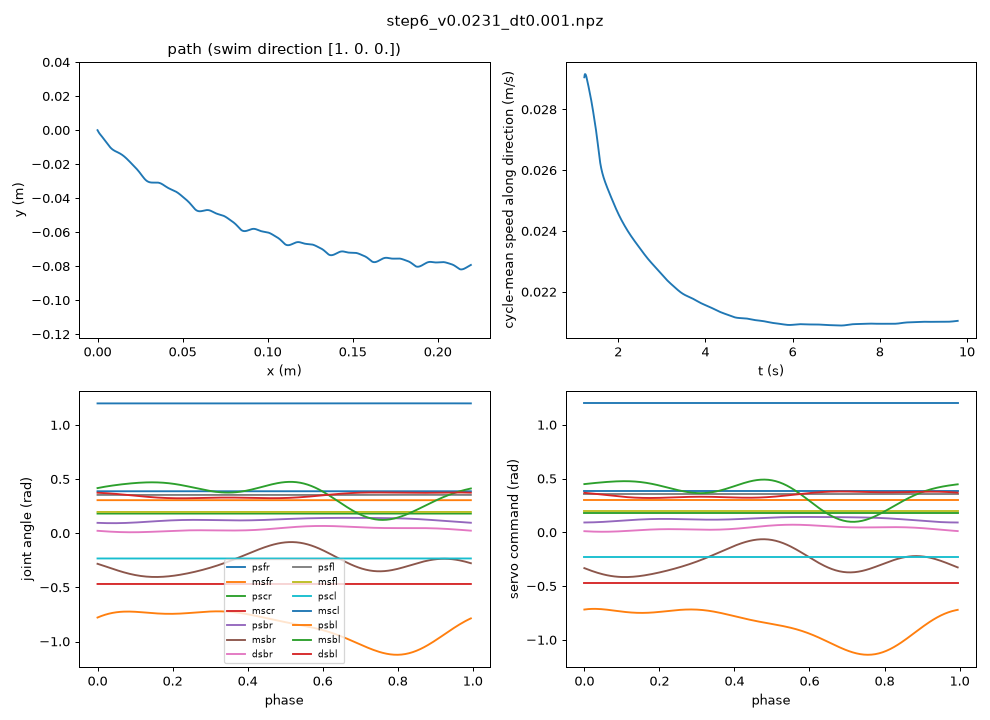 step6_v0.0231_dt0.001.npz
path (swim direction [1. 0. 0.])
0.04
0.02
0.00
−0.02
−0.04
−0.06
−0.08
−0.10
−0.12
y (m)
0.00
0.05
0.10
0.15
0.20
x (m)
cycle-mean speed along direction (m/s)
0.028
0.026
0.024
0.022
2
4
6
8
10
t (s)
joint angle (rad)
1.0
0.5
0.0
−0.5
−1.0
psfr
msfr
pscr
mscr
psbr
msbr
dsbr
psfl
msfl
pscl
mscl
psbl
msbl
dsbl
0.0
0.2
0.4
0.6
0.8
1.0
phase
servo command (rad)
1.0
0.5
0.0
−0.5
−1.0
0.0
0.2
0.4
0.6
0.8
1.0
phase